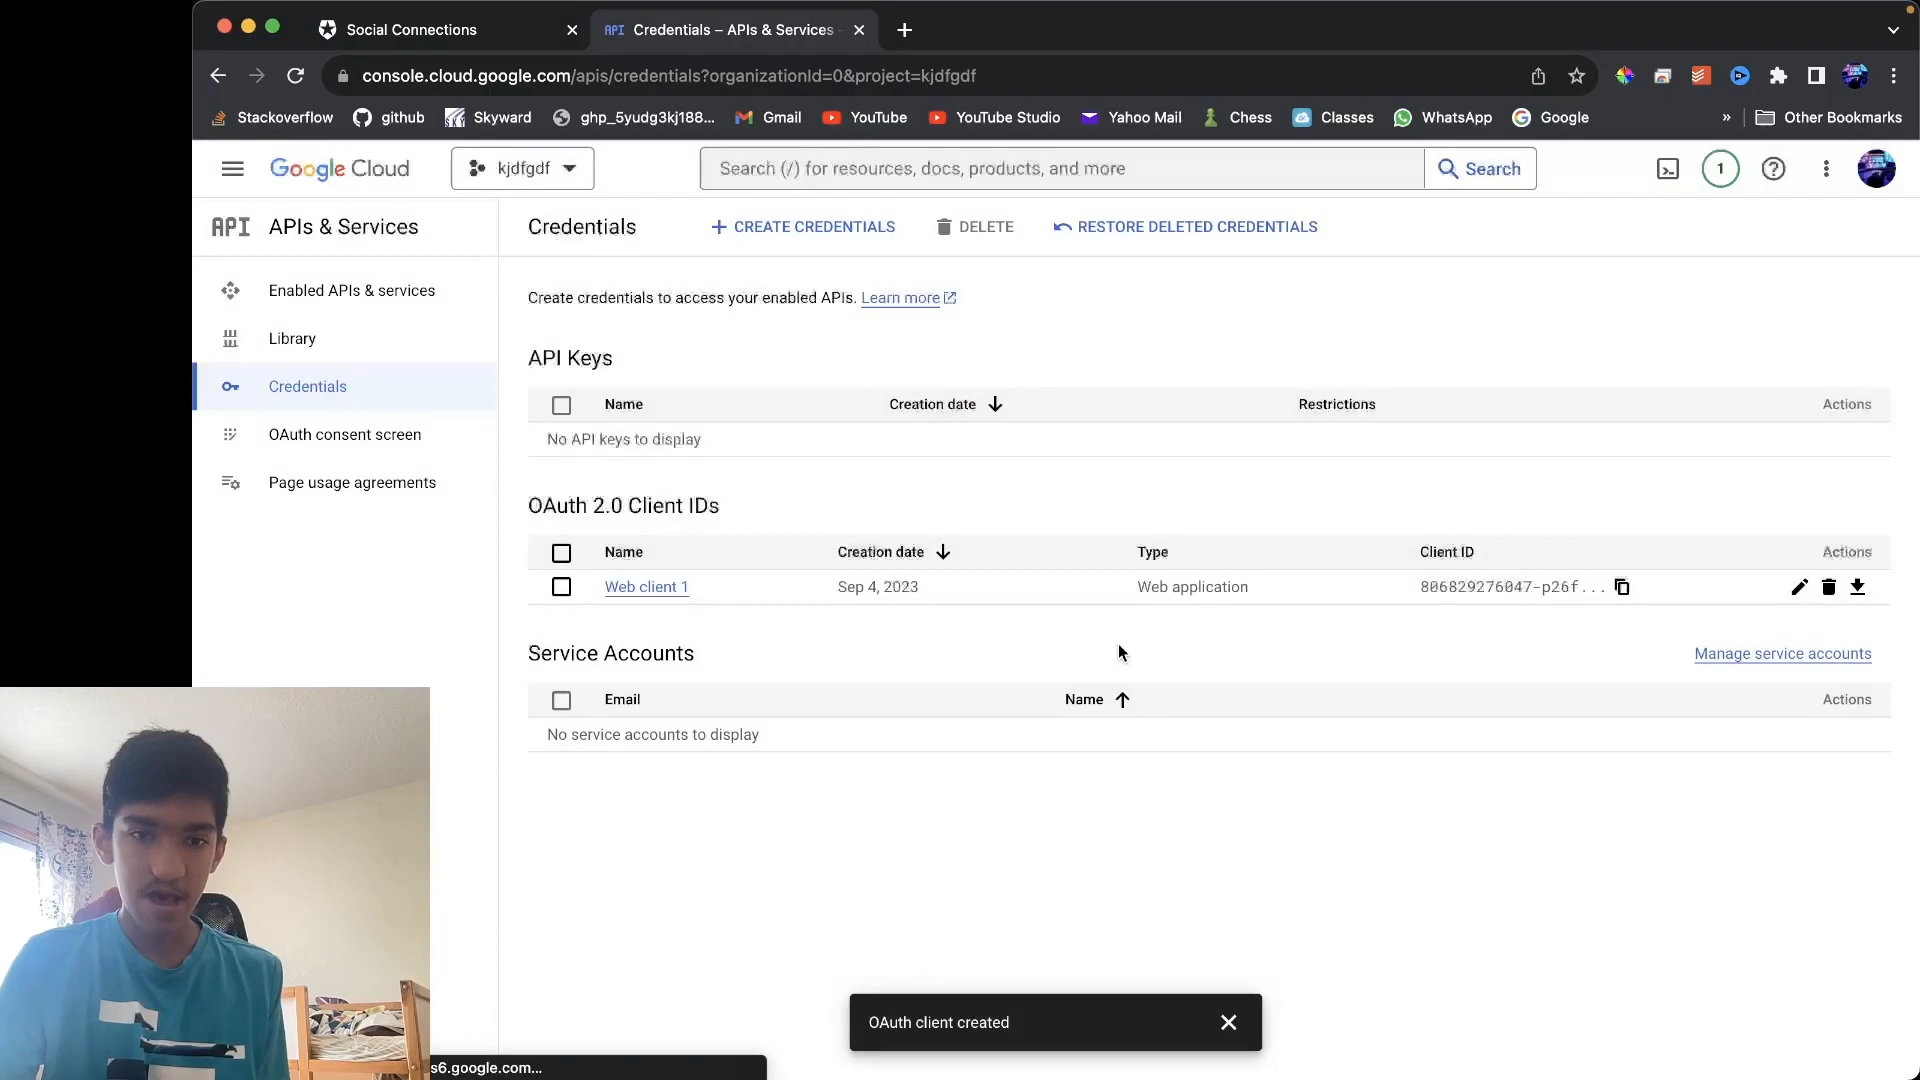 Social Connections
API Credentials – APIs & Services -
console.cloud.google.com/apis/credentials?organizationId=0&project=kjdfgdf
Stackoverflow github Skyward ghp_5yudg3kj188... Gmail YouTube YouTube Studio Yahoo Mail Chess Classes WhatsApp Google » Other Bookmarks
Google Cloud kjdfgdf Search (/) for resources, docs, products, and more Search 1
API APIs & Services
Credentials + CREATE CREDENTIALS DELETE RESTORE DELETED CREDENTIALS
Enabled APIs & services
Library
Credentials
OAuth consent screen
Page usage agreements
Create credentials to access your enabled APIs. Learn more
API Keys
Name Creation date Restrictions Actions
No API keys to display
OAuth 2.0 Client IDs
Name Creation date Type Client ID Actions
Web client 1 Sep 4, 2023 Web application 806829276047-p26f...
Service Accounts Manage service accounts
Email Name Actions
No service accounts to display
OAuth client created
s6.google.com...